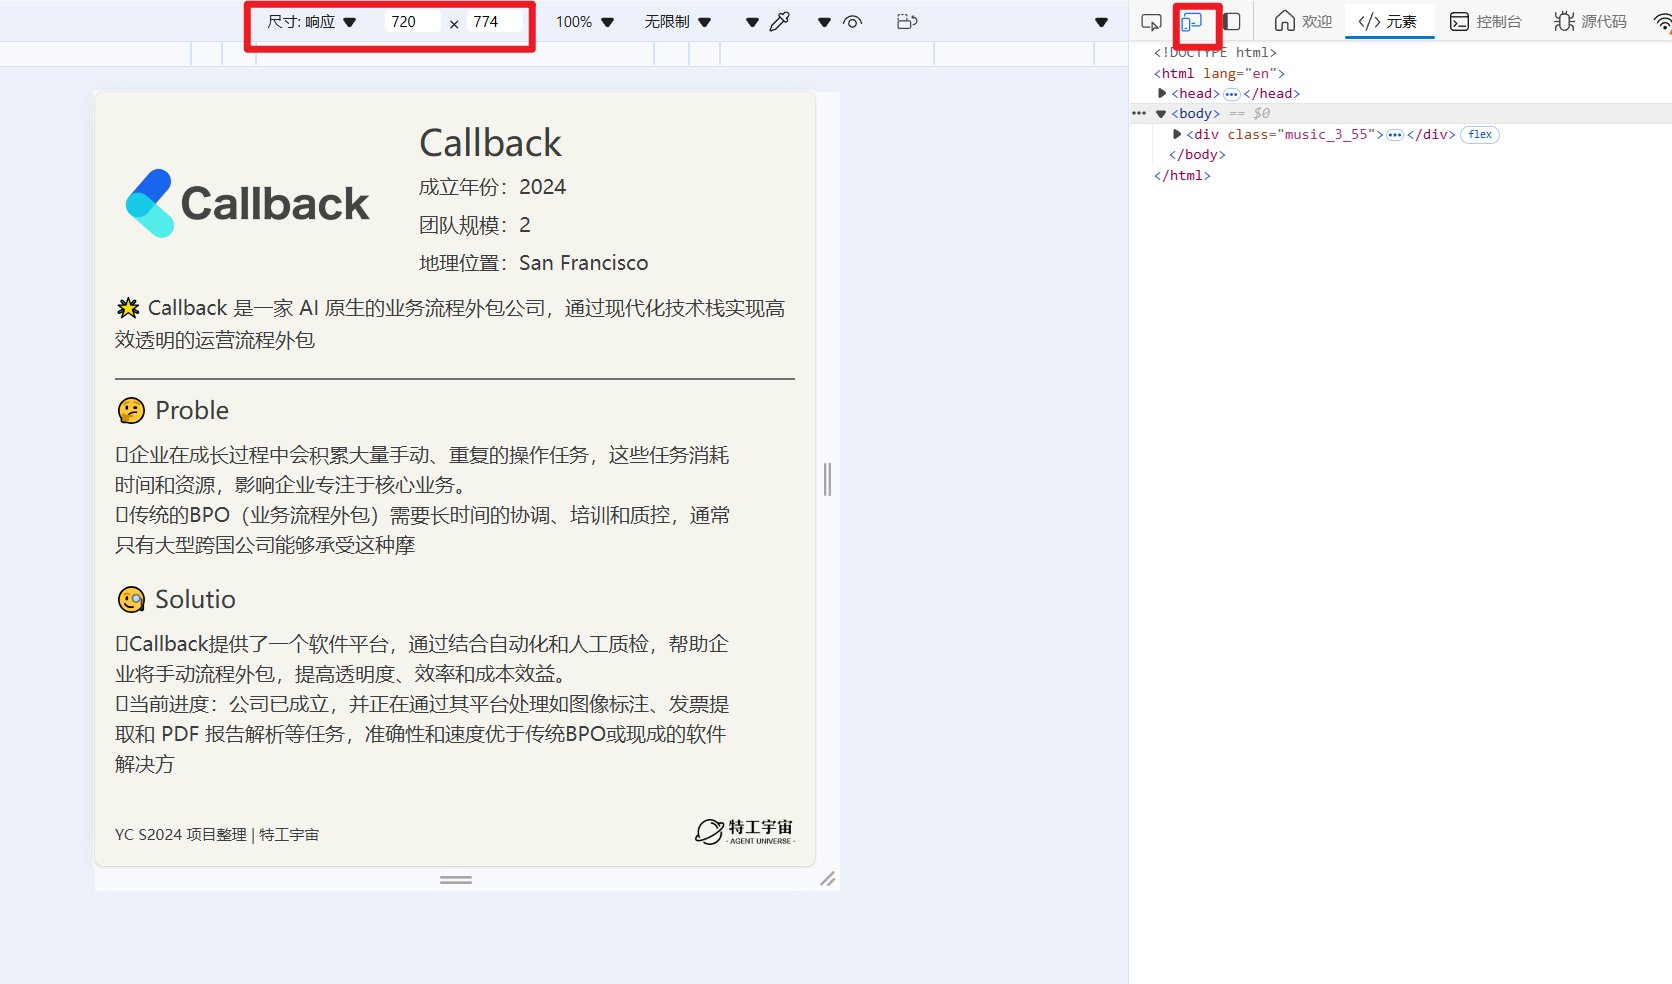 尺寸: 响应 720 × 774 100% 无限制
欢迎 </> 元素 控制台 源代码
<!DOCTYPE html>
<html lang="en">
<head> ••• </head>
••• <body> == $0
<div class="music_3_55"> ••• </div> flex
</body>
</html>
Callback
Callback
成立年份：2024
团队规模：2
地理位置：San Francisco
🌟 Callback 是一家 AI 原生的业务流程外包公司，通过现代化技术栈实现高
效透明的运营流程外包
🤔 Proble
▯企业在成长过程中会积累大量手动、重复的操作任务，这些任务消耗
时间和资源，影响企业专注于核心业务。
▯传统的BPO（业务流程外包）需要长时间的协调、培训和质控，通常
只有大型跨国公司能够承受这种摩
🧐 Solutio
▯Callback提供了一个软件平台，通过结合自动化和人工质检，帮助企
业将手动流程外包，提高透明度、效率和成本效益。
▯当前进度：公司已成立，并正在通过其平台处理如图像标注、发票提
取和 PDF 报告解析等任务，准确性和速度优于传统BPO或现成的软件
解决方
YC S2024 项目整理 | 特工宇宙
特工宇宙
· AGENT UNIVERSE ·